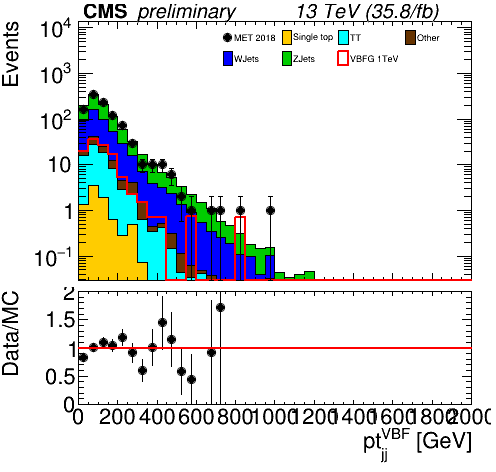 CMS preliminary 13 TeV (35.8/fb)
Events
MET 2018 Single top TT Other
WJets ZJets VBFG 1TeV
10^4
10^3
10^2
10
1
10^−1
Data/MC
2
1.5
1
0.5
0
0 200 400 600 800 1000 1200 1400 1600 1800 2000
pt_jj^VBF [GeV]